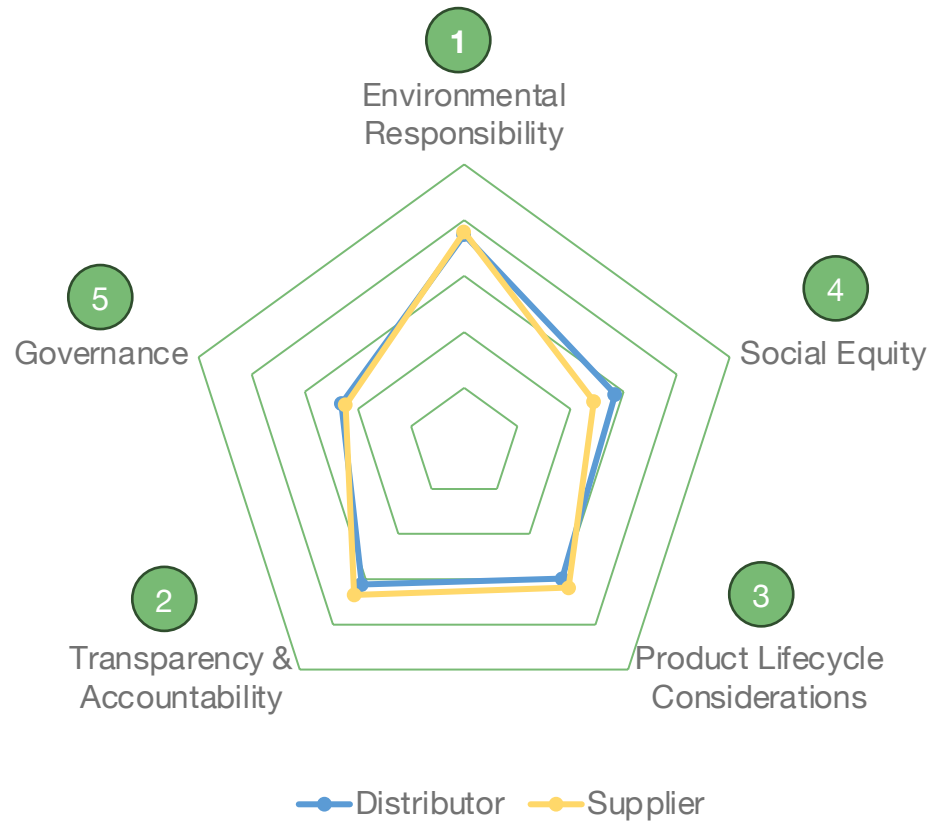 1
Environmental
Responsibility
4
Social Equity
5
Governance
3
Product Lifecycle
Considerations
2
Transparency &
Accountability
Distributor
Supplier